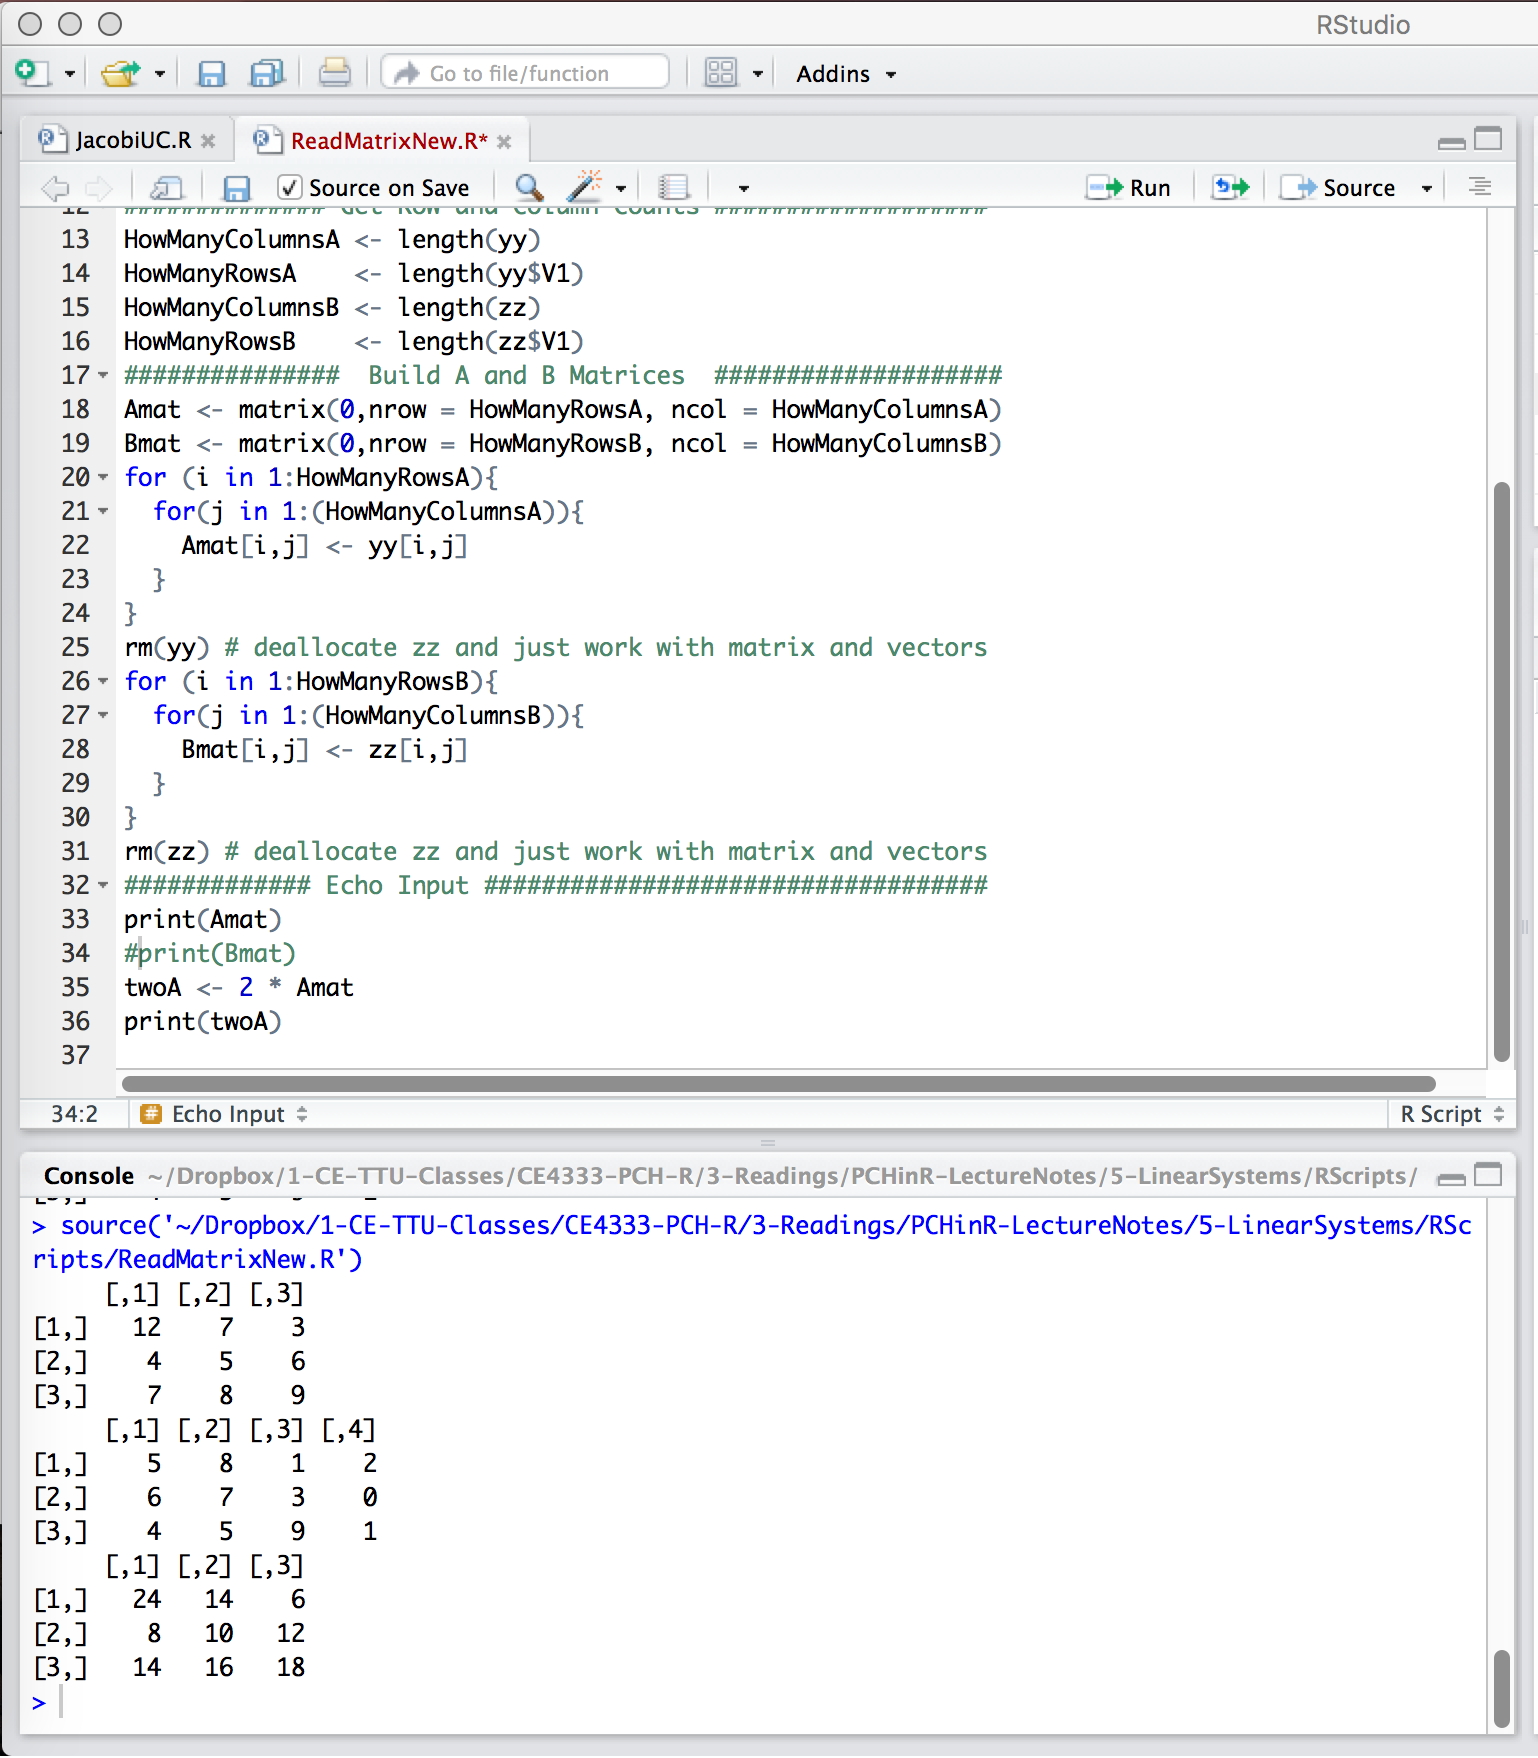 RStudio
Go to file/function
Addins
JacobiUC.R
ReadMatrixNew.R*
Source on Save
Run
Source
12 ############## Get Row and Column Counts ###################
13 HowManyColumnsA <- length(yy)
14 HowManyRowsA    <- length(yy$V1)
15 HowManyColumnsB <- length(zz)
16 HowManyRowsB    <- length(zz$V1)
17 ###############  Build A and B Matrices  ####################
18 Amat <- matrix(0,nrow = HowManyRowsA, ncol = HowManyColumnsA)
19 Bmat <- matrix(0,nrow = HowManyRowsB, ncol = HowManyColumnsB)
20 for (i in 1:HowManyRowsA){
21   for(j in 1:(HowManyColumnsA)){
22     Amat[i,j] <- yy[i,j]
23   }
24 }
25 rm(yy) # deallocate zz and just work with matrix and vectors
26 for (i in 1:HowManyRowsB){
27   for(j in 1:(HowManyColumnsB)){
28     Bmat[i,j] <- zz[i,j]
29   }
30 }
31 rm(zz) # deallocate zz and just work with matrix and vectors
32 ############# Echo Input ###################################
33 print(Amat)
34 #print(Bmat)
35 twoA <- 2 * Amat
36 print(twoA)
37
34:2
# Echo Input
R Script
Console ~/Dropbox/1-CE-TTU-Classes/CE4333-PCH-R/3-Readings/PCHinR-LectureNotes/5-LinearSystems/RScripts/
> source('~/Dropbox/1-CE-TTU-Classes/CE4333-PCH-R/3-Readings/PCHinR-LectureNotes/5-LinearSystems/RSc
ripts/ReadMatrixNew.R')
     [,1] [,2] [,3]
[1,]   12    7    3
[2,]    4    5    6
[3,]    7    8    9
     [,1] [,2] [,3] [,4]
[1,]    5    8    1    2
[2,]    6    7    3    0
[3,]    4    5    9    1
     [,1] [,2] [,3]
[1,]   24   14    6
[2,]    8   10   12
[3,]   14   16   18
>